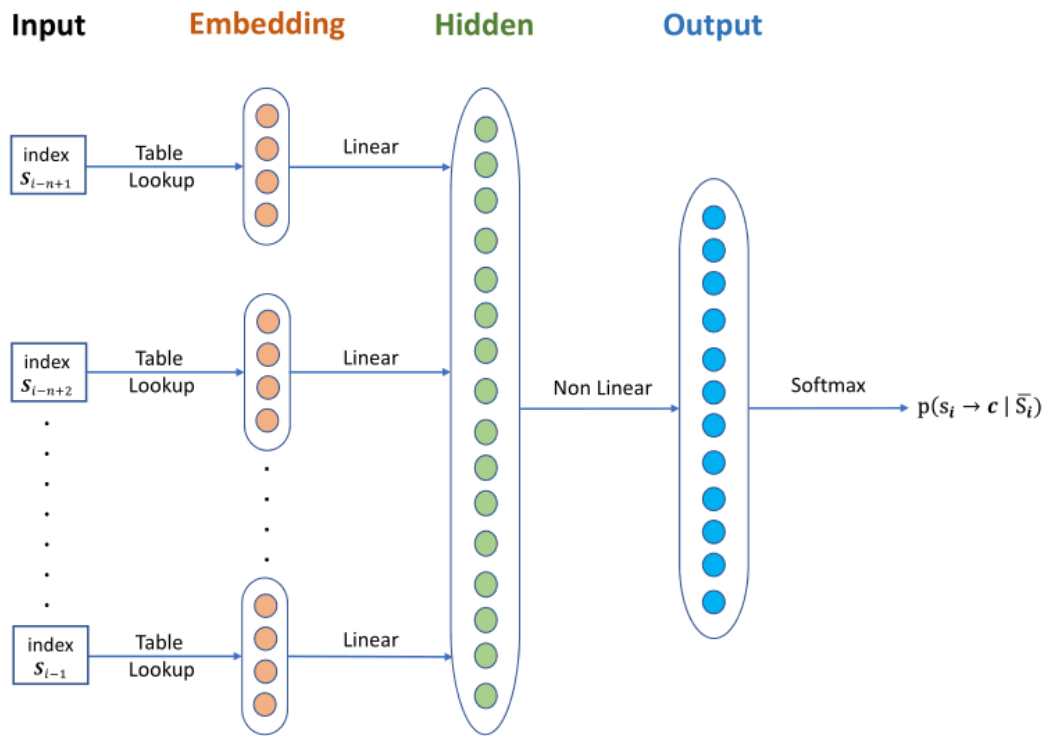 Input Embedding Hidden Output
index
S_{i−n+1}
Table
Lookup
Linear
index
S_{i−n+2}
Table
Lookup
Linear
Non Linear
Softmax
p(s_i → c | S̄_i)
index
S_{i−1}
Table
Lookup
Linear